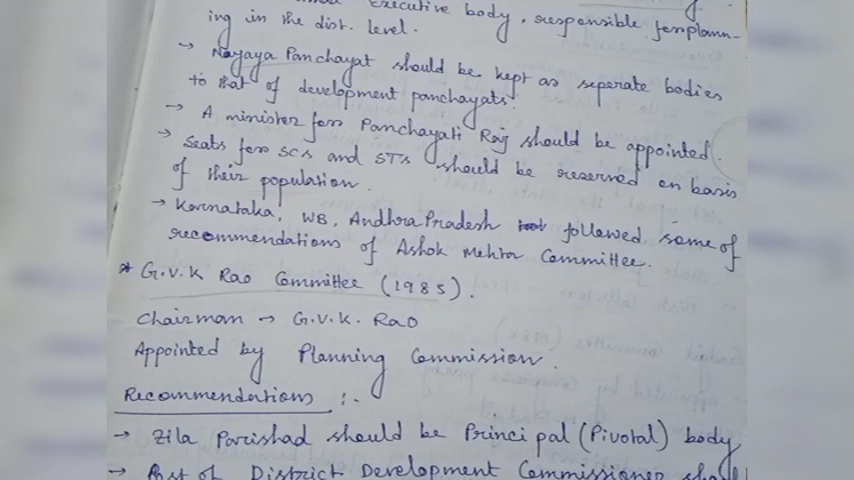 Executive body, responsible for plann-
ing in the dist. level.
→ Nayaya Panchayat should be kept as seperate bodies
to that of development panchayats.
→ A minister for Panchayati Raj should be appointed.
→ Seats for SCs and STs should be reserved on basis
of their population.
→ Karnataka, WB, Andhra Pradesh followed some of
recommendations of Ashok Mehta Committee.
* G.V.K Rao Committee (1985).
Chairman → G.V.K. Rao
Appointed by Planning Commission.
Recommendations :-
→ Zila Parishad should be Principal (Pivotal) body
→ Post of District Development Commissioner